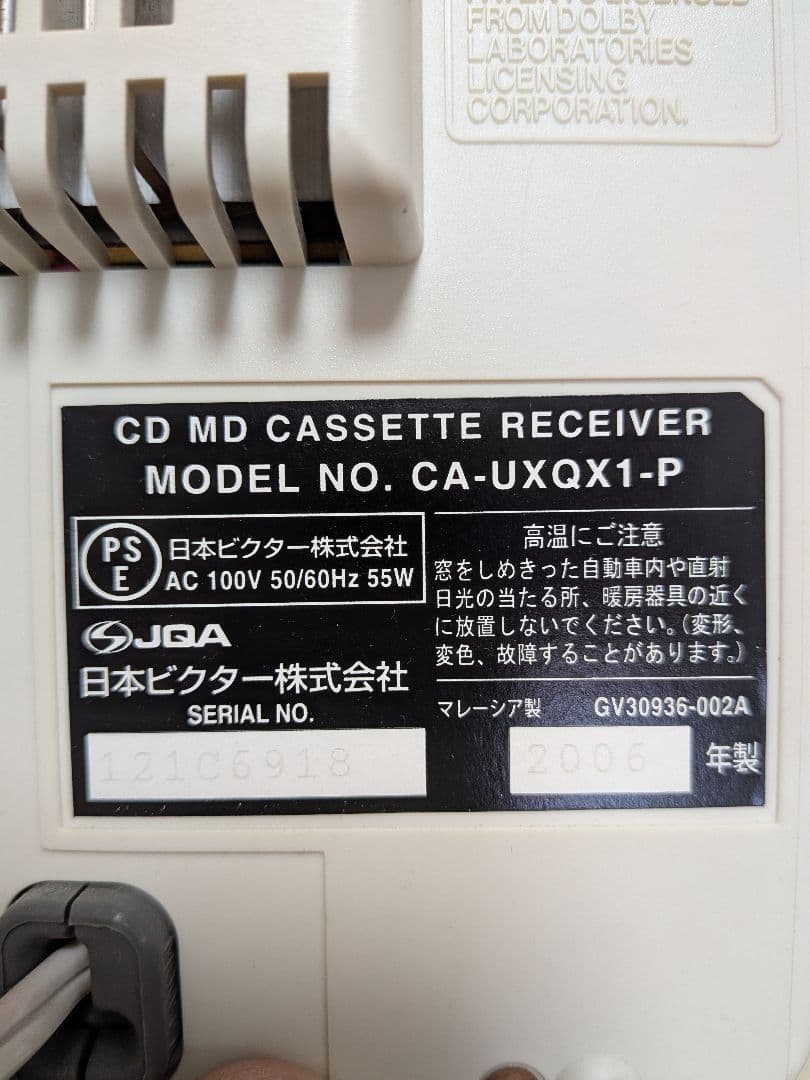 FROM DOLBY
LABORATORIES
LICENSING
CORPORATION.
CD MD CASSETTE RECEIVER
MODEL NO. CA-UXQX1-P
PS
E
日本ビクター株式会社
AC 100V 50/60Hz 55W
JQA
日本ビクター株式会社
SERIAL NO.
121C6918
高温にご注意
窓をしめきった自動車内や直射
日光の当たる所、暖房器具の近く
に放置しないでください。(変形、
変色、故障することがあります。)
マレーシア製 GV30936-002A
2006 年製